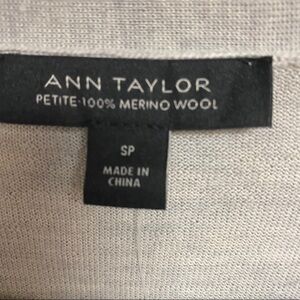 ANN TAYLOR
PETITE·100% MERINO WOOL
SP
MADE IN
CHINA